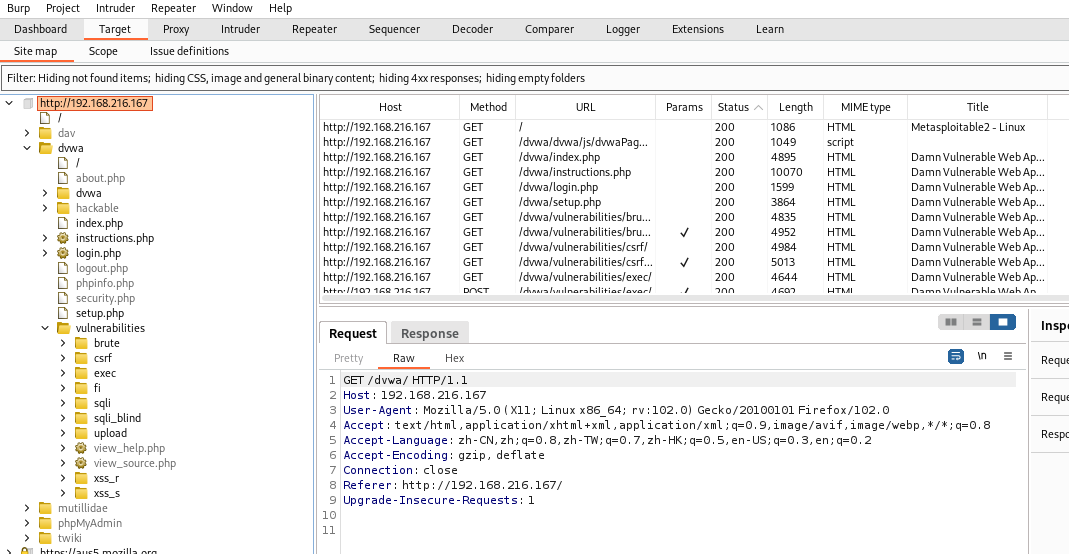 Burp Project Intruder Repeater Window Help
Dashboard Target Proxy Intruder Repeater Sequencer Decoder Comparer Logger Extensions Learn
Site map Scope Issue definitions
Filter: Hiding not found items; hiding CSS, image and general binary content; hiding 4xx responses; hiding empty folders
http://192.168.216.167
/
dav
dvwa
/
about.php
dvwa
hackable
index.php
instructions.php
login.php
logout.php
phpinfo.php
security.php
setup.php
vulnerabilities
brute
csrf
exec
fi
sqli
sqli_blind
upload
view_help.php
view_source.php
xss_r
xss_s
mutillidae
phpMyAdmin
twiki
https://aus5.mozilla.org
Host Method URL Params Status Length MIME type Title
http://192.168.216.167 GET / 200 1086 HTML Metasploitable2 - Linux
http://192.168.216.167 GET /dvwa/dvwa/js/dvwaPag... 200 1049 script
http://192.168.216.167 GET /dvwa/index.php 200 4895 HTML Damn Vulnerable Web Ap...
http://192.168.216.167 GET /dvwa/instructions.php 200 10070 HTML Damn Vulnerable Web Ap...
http://192.168.216.167 GET /dvwa/login.php 200 1599 HTML Damn Vulnerable Web Ap...
http://192.168.216.167 GET /dvwa/setup.php 200 3864 HTML Damn Vulnerable Web Ap...
http://192.168.216.167 GET /dvwa/vulnerabilities/bru... 200 4835 HTML Damn Vulnerable Web Ap...
http://192.168.216.167 GET /dvwa/vulnerabilities/bru... ✓ 200 4952 HTML Damn Vulnerable Web Ap...
http://192.168.216.167 GET /dvwa/vulnerabilities/csrf/ 200 4984 HTML Damn Vulnerable Web Ap...
http://192.168.216.167 GET /dvwa/vulnerabilities/csrf... ✓ 200 5013 HTML Damn Vulnerable Web Ap...
http://192.168.216.167 GET /dvwa/vulnerabilities/exec/ 200 4644 HTML Damn Vulnerable Web Ap...
http://192.168.216.167 POST /dvwa/vulnerabilities/exec/ ✓ 200 4692 HTML Damn Vulnerable Web Ap...
Request Response
Pretty Raw Hex \n
1 GET /dvwa/ HTTP/1.1
2 Host: 192.168.216.167
3 User-Agent: Mozilla/5.0 (X11; Linux x86_64; rv:102.0) Gecko/20100101 Firefox/102.0
4 Accept: text/html,application/xhtml+xml,application/xml;q=0.9,image/avif,image/webp,*/*;q=0.8
5 Accept-Language: zh-CN,zh;q=0.8,zh-TW;q=0.7,zh-HK;q=0.5,en-US;q=0.3,en;q=0.2
6 Accept-Encoding: gzip, deflate
7 Connection: close
8 Referer: http://192.168.216.167/
9 Upgrade-Insecure-Requests: 1
10
11
Inspe
Reque
Reque
Respo